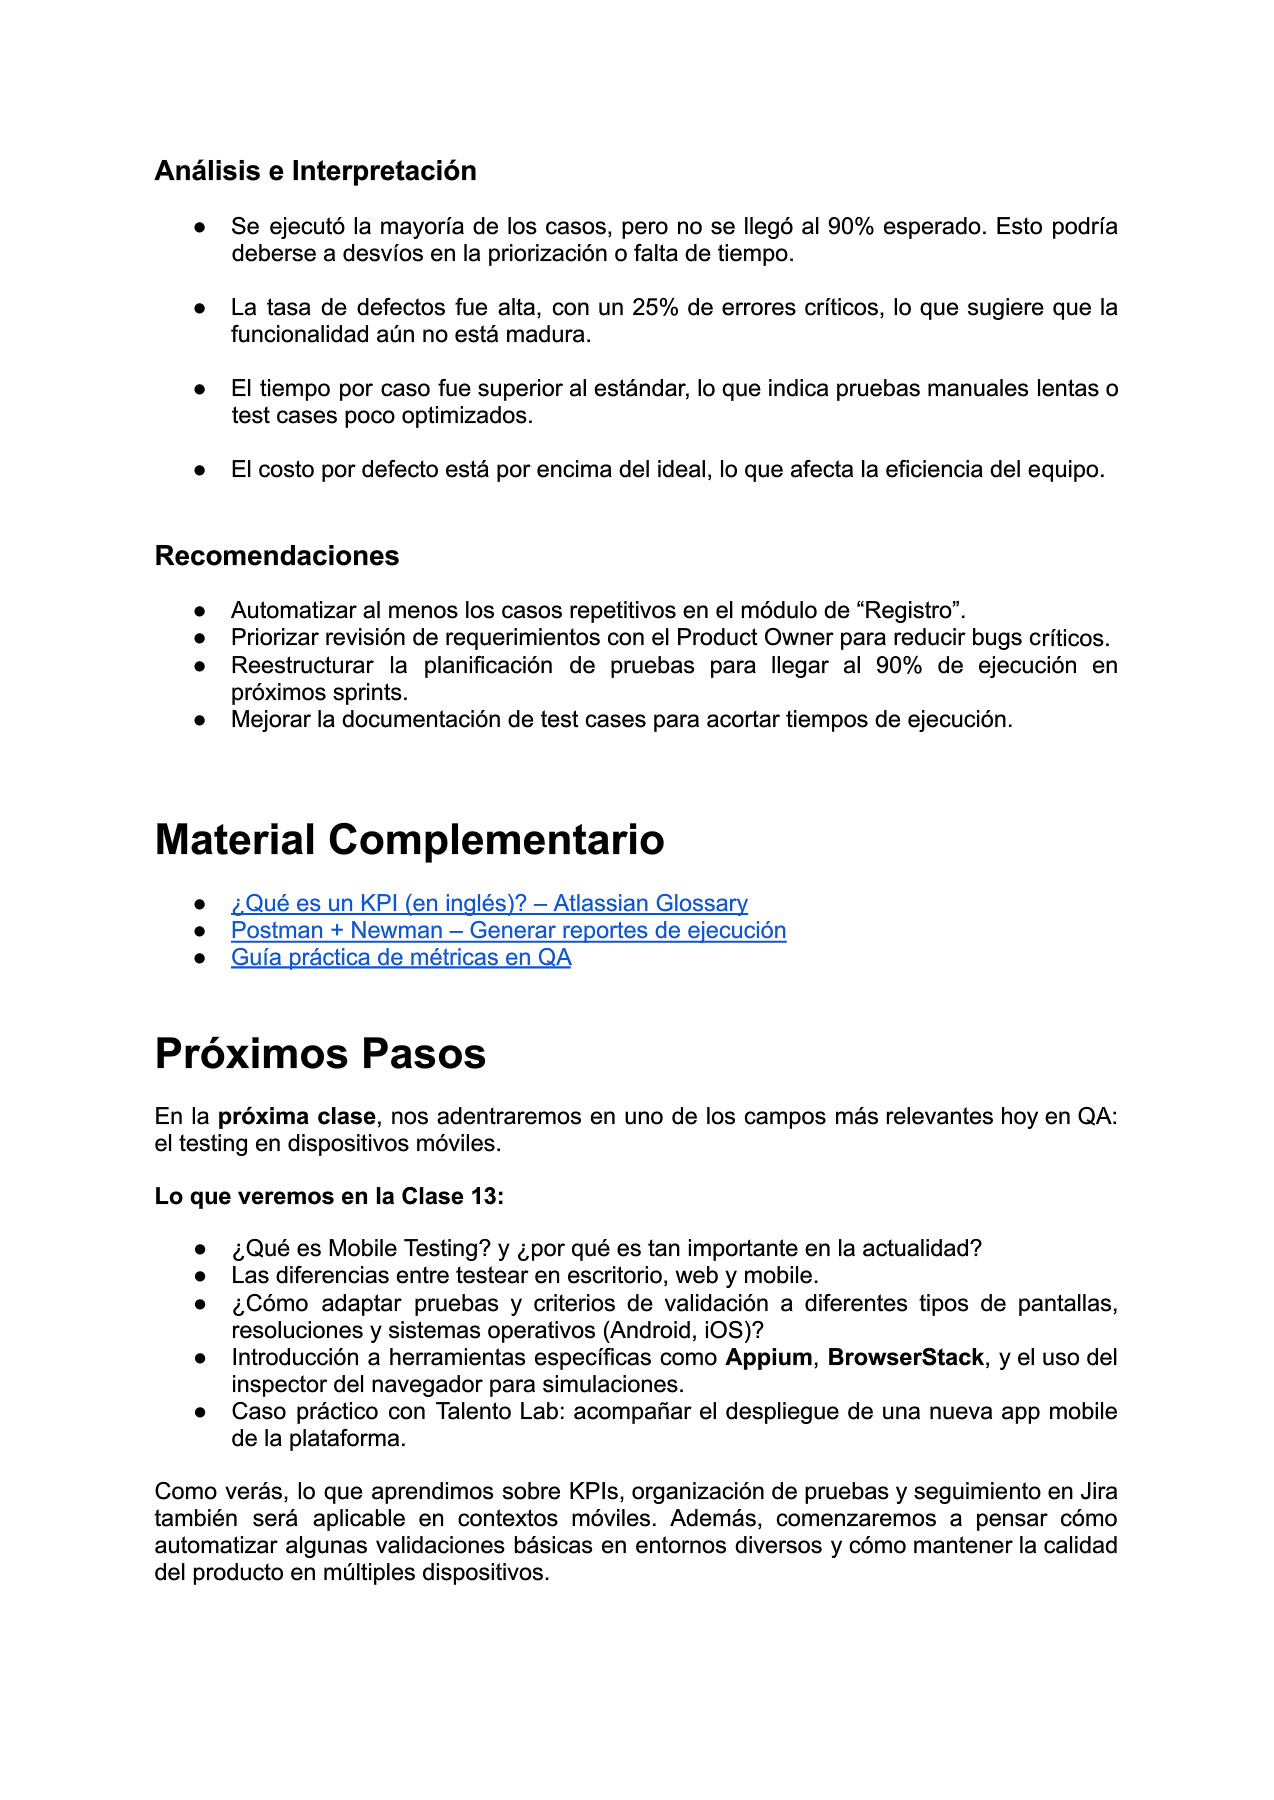 Análisis e Interpretación
● Se ejecutó la mayoría de los casos, pero no se llegó al 90% esperado. Esto podría
deberse a desvíos en la priorización o falta de tiempo.
● La tasa de defectos fue alta, con un 25% de errores críticos, lo que sugiere que la
funcionalidad aún no está madura.
● El tiempo por caso fue superior al estándar, lo que indica pruebas manuales lentas o
test cases poco optimizados.
● El costo por defecto está por encima del ideal, lo que afecta la eficiencia del equipo.
Recomendaciones
● Automatizar al menos los casos repetitivos en el módulo de “Registro”.
● Priorizar revisión de requerimientos con el Product Owner para reducir bugs críticos.
● Reestructurar la planificación de pruebas para llegar al 90% de ejecución en
próximos sprints.
● Mejorar la documentación de test cases para acortar tiempos de ejecución.
Material Complementario
● ¿Qué es un KPI (en inglés)? – Atlassian Glossary
● Postman + Newman – Generar reportes de ejecución
● Guía práctica de métricas en QA
Próximos Pasos
En la próxima clase, nos adentraremos en uno de los campos más relevantes hoy en QA:
el testing en dispositivos móviles.
Lo que veremos en la Clase 13:
● ¿Qué es Mobile Testing? y ¿por qué es tan importante en la actualidad?
● Las diferencias entre testear en escritorio, web y mobile.
● ¿Cómo adaptar pruebas y criterios de validación a diferentes tipos de pantallas,
resoluciones y sistemas operativos (Android, iOS)?
● Introducción a herramientas específicas como Appium, BrowserStack, y el uso del
inspector del navegador para simulaciones.
● Caso práctico con Talento Lab: acompañar el despliegue de una nueva app mobile
de la plataforma.
Como verás, lo que aprendimos sobre KPIs, organización de pruebas y seguimiento en Jira
también será aplicable en contextos móviles. Además, comenzaremos a pensar cómo
automatizar algunas validaciones básicas en entornos diversos y cómo mantener la calidad
del producto en múltiples dispositivos.